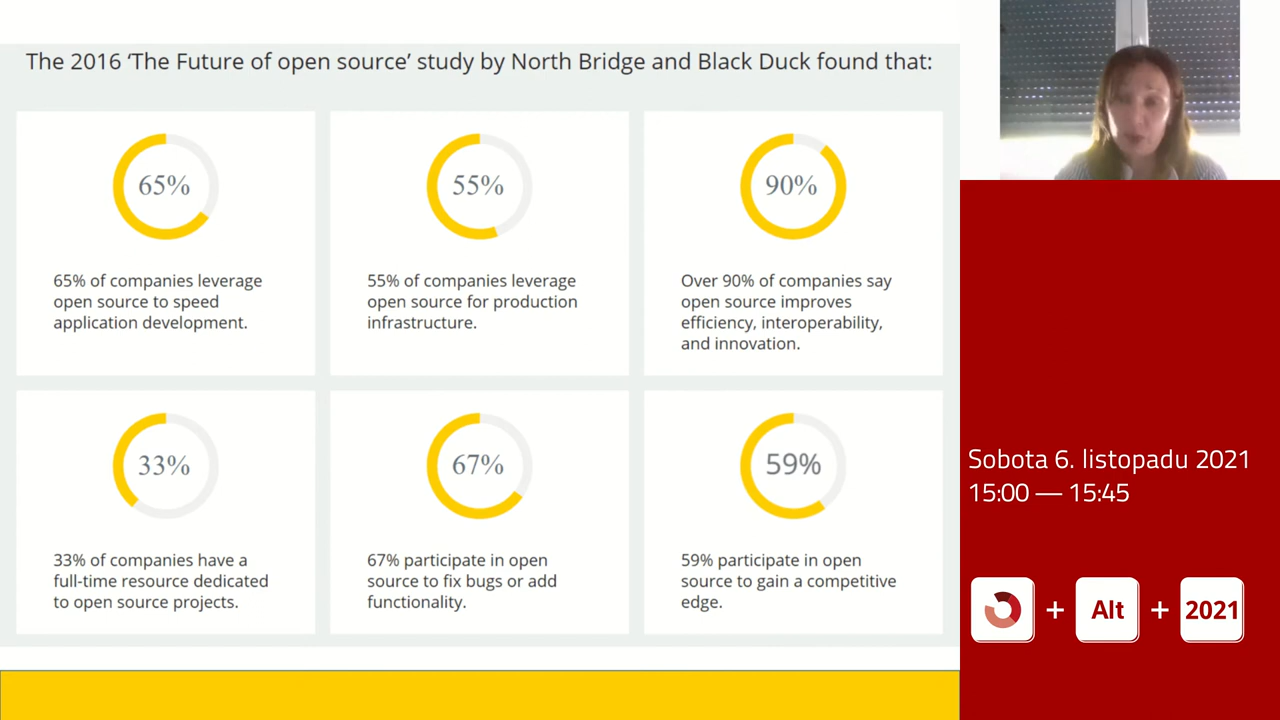 The 2016 ‘The Future of open source’ study by North Bridge and Black Duck found that:
65%
65% of companies leverage
open source to speed
application development.
55%
55% of companies leverage
open source for production
infrastructure.
90%
Over 90% of companies say
open source improves
efficiency, interoperability,
and innovation.
33%
33% of companies have a
full-time resource dedicated
to open source projects.
67%
67% participate in open
source to fix bugs or add
functionality.
59%
59% participate in open
source to gain a competitive
edge.
Sobota 6. listopadu 2021
15:00 — 15:45
+ Alt + 2021